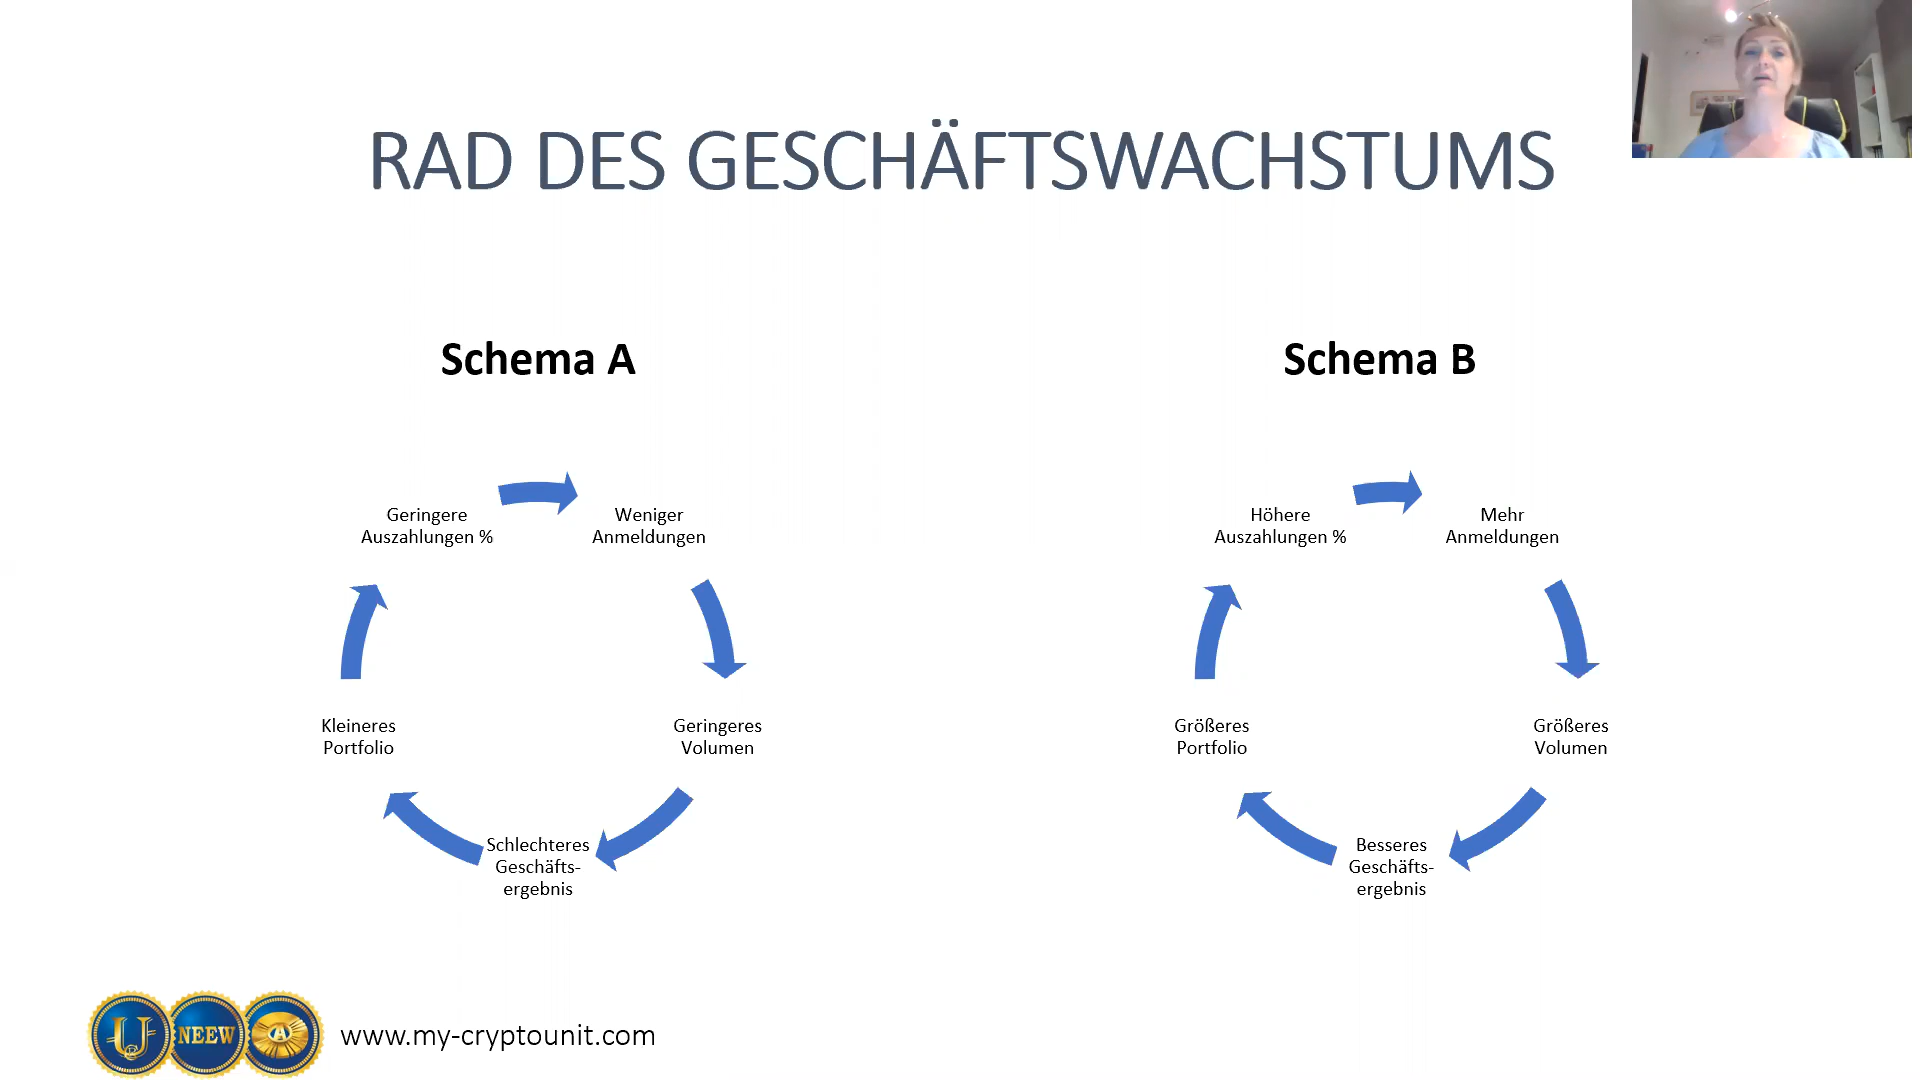 RAD DES GESCHÄFTSWACHSTUMS
Schema A
Geringere
Auszahlungen %
Weniger
Anmeldungen
Geringeres
Volumen
Schlechteres
Geschäfts-
ergebnis
Kleineres
Portfolio
Schema B
Höhere
Auszahlungen %
Mehr
Anmeldungen
Größeres
Volumen
Besseres
Geschäfts-
ergebnis
Größeres
Portfolio
U
NEEW
A
www.my-cryptounit.com